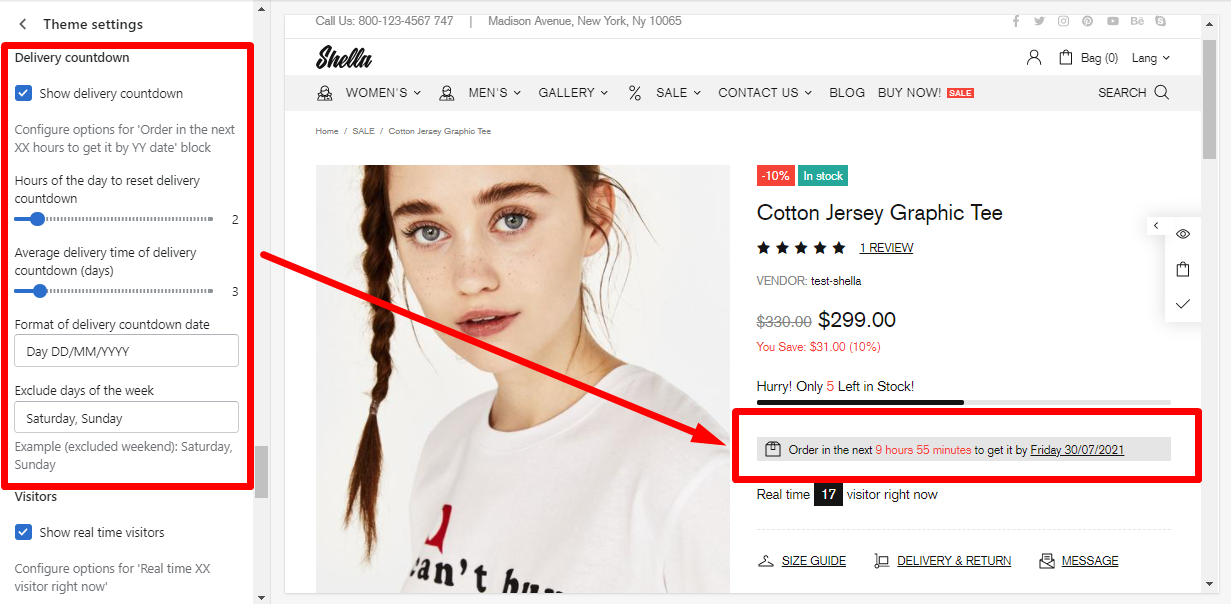 Theme settings
Delivery countdown
Show delivery countdown
Configure options for 'Order in the next
XX hours to get it by YY date' block
Hours of the day to reset delivery
countdown
2
Average delivery time of delivery
countdown (days)
3
Format of delivery countdown date
Day DD/MM/YYYY
Exclude days of the week
Saturday, Sunday
Example (excluded weekend): Saturday,
Sunday
Visitors
Show real time visitors
Configure options for 'Real time XX
visitor right now'
Call Us: 800-123-4567 747 | Madison Avenue, New York, Ny 10065
Bē
Shella
Bag (0) Lang
WOMEN'S MEN'S GALLERY % SALE CONTACT US BLOG BUY NOW! SALE SEARCH
Home / SALE / Cotton Jersey Graphic Tee
-10% In stock
Cotton Jersey Graphic Tee
1 REVIEW
VENDOR: test-shella
$330.00 $299.00
You Save: $31.00 (10%)
Hurry! Only 5 Left in Stock!
Order in the next 9 hours 55 minutes to get it by Friday 30/07/2021
Real time 17 visitor right now
SIZE GUIDE DELIVERY & RETURN MESSAGE